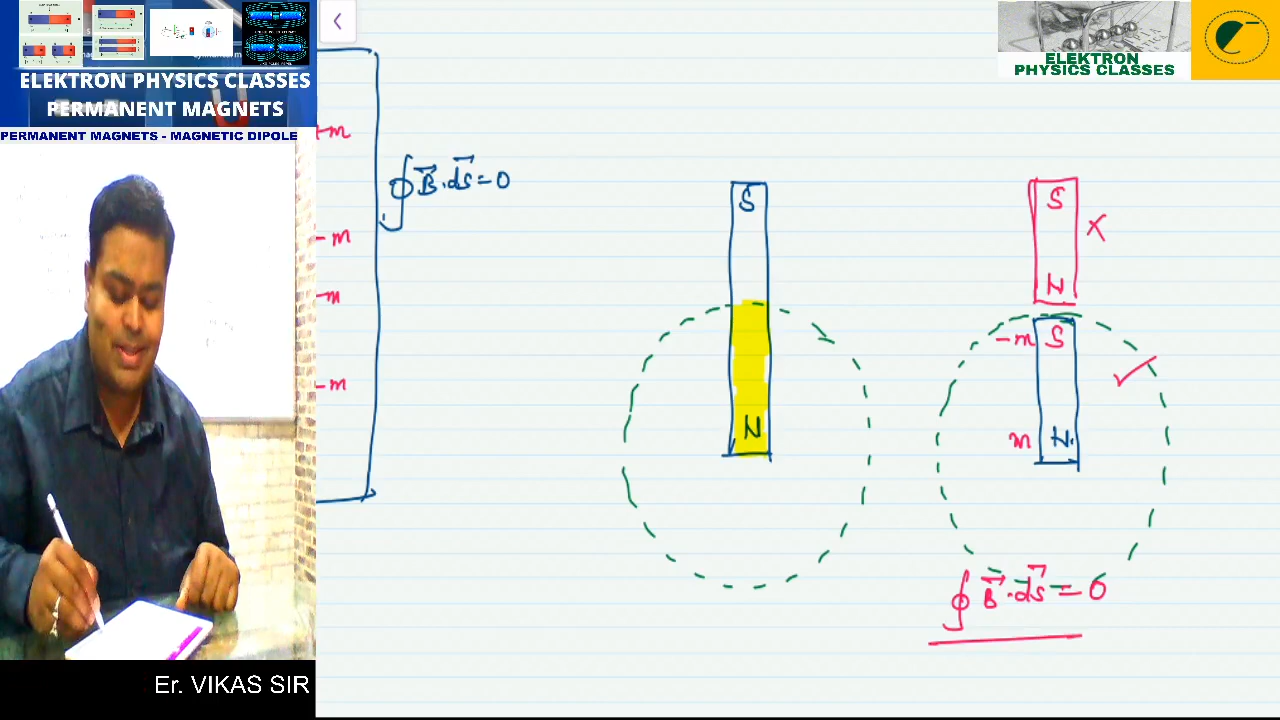 ELEKTRON PHYSICS CLASSES
PERMANENT MAGNETS
PERMANENT MAGNETS - MAGNETIC DIPOLE
ELEKTRON
PHYSICS CLASSES
+m
-m
-m
-m
∮B⃗.ds⃗=0
S
N
S
X
N
-m S
m N
∮B⃗.ds⃗=0
Er. VIKAS SIR